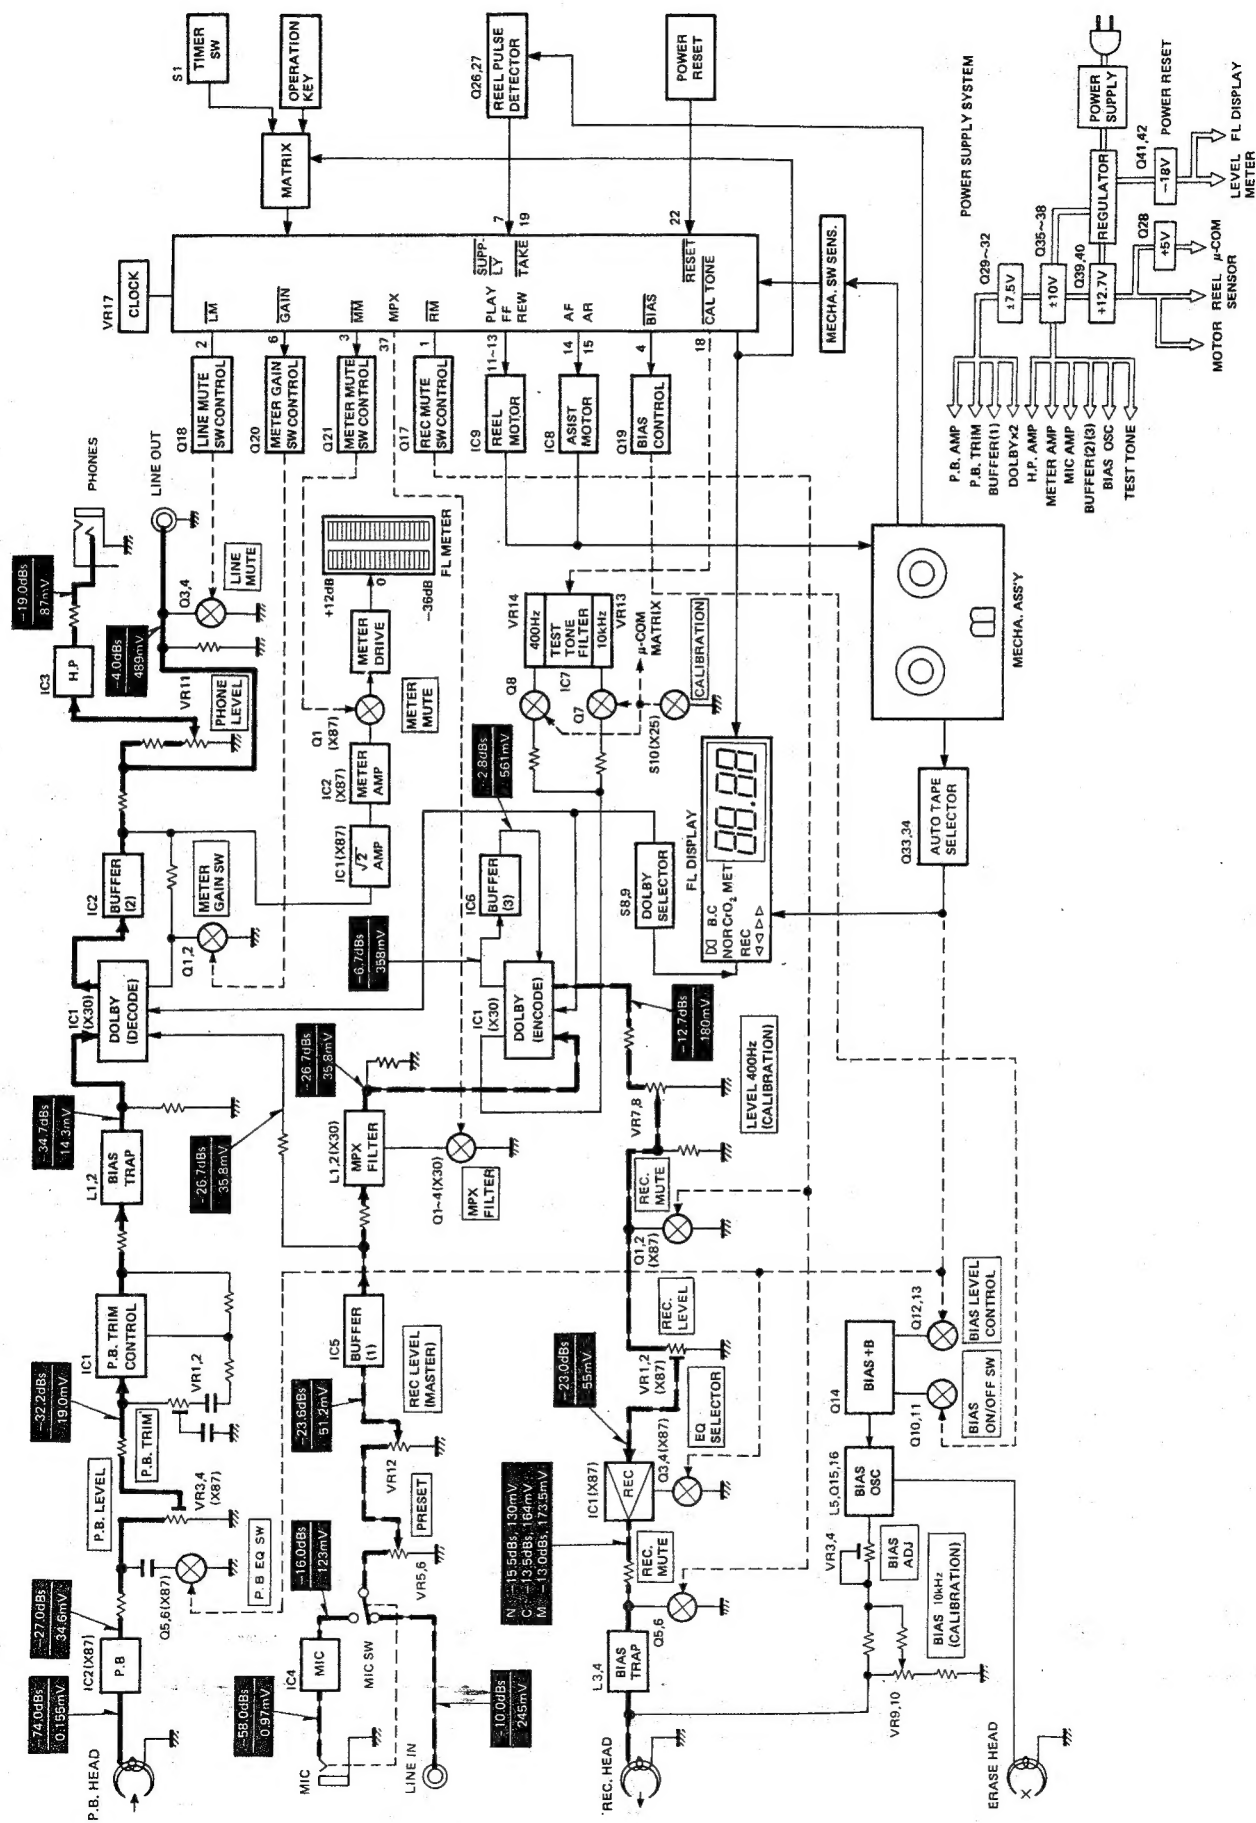 P.B. HEAD
-74.0dBs
0.155mV
IC2(X87)
P.B
-27.0dBs
34.6mV
Q5,6(X87)
P.B EQ SW
P.B. LEVEL
VR3,4
(X87)
P.B. TRIM
-32.2dBs
19.0mV
VR1,2
IC1
P.B. TRIM
CONTROL
L1,2
BIAS
TRAP
-34.7dBs
14.3mV
-26.7dBs
35.8mV
IC1
(X30)
DOLBY
(DECODE)
Q1,2
METER
GAIN SW
IC2
BUFFER
(2)
VR11
PHONE
LEVEL
IC3
H.P
-19.0dBs
87mV
PHONES
-4.0dBs
489mV
LINE OUT
Q3,4
LINE
MUTE
MIC
-58.0dBs
0.97mV
IC4
MIC
-16.0dBs
123mV
MIC SW
LINE IN
-10.0dBs
245mV
VR5,6
PRESET
VR12
REC LEVEL
(MASTER)
-23.6dBs
51.2mV
IC5
BUFFER
(1)
L1,2(X30)
MPX
FILTER
Q1~4(X30)
MPX
FILTER
-26.7dBs
35.8mV
IC1
(X30)
DOLBY
(ENCODE)
-6.7dBs
358mV
IC6
BUFFER
(3)
-2.8dBs
561mV
IC1(X87)
√2
AMP
IC2
(X87)
METER
AMP
Q1
(X87)
METER
MUTE
METER
DRIVE
+12dB
0
-36dB
FL METER
VR14
400Hz
TEST
TONE
FILTER
10kHz
VR13
Q8
IC7
Q7
μ-COM
MATRIX
S10(X25)
CALIBRATION
S8,9
DOLBY
SELECTOR
FL DISPLAY
B.C
NOR CrO2 MET
REC
◁◁▷▷
88.88
-12.7dBs
180mV
LEVEL 400Hz
(CALIBRATION)
VR7,8
REC.
MUTE
Q1,2
(X87)
REC.
LEVEL
VR1,2
(X87)
-23.0dBs
55mV
IC1(X87)
REC
Q3,4(X87)
EQ
SELECTOR
N -15.5dBs, 130mV
C -13.5dBs, 164mV
M -13.0dBs, 173.5mV
REC.
MUTE
Q5,6
L3,4
BIAS
TRAP
REC. HEAD
ERASE HEAD
VR9,10
BIAS 10kHz
(CALIBRATION)
VR3,4
BIAS
ADJ
L5,Q15,16
BIAS
OSC
Q14
BIAS +B
Q10,11
BIAS
ON/OFF SW
Q12,13
BIAS LEVEL
CONTROL
Q33,34
AUTO TAPE
SELECTOR
MECHA. ASS'Y
MECHA. SW SENS.
VR17
CLOCK
S1
TIMER
SW
OPERATION
KEY
MATRIX
Q26,27
REEL PULSE
DETECTOR
POWER
RESET
7
19
22
SUPP-
LY
TAKE
RESET
LM
GAIN
MM
MPX
RM
PLAY
FF
REW
AF
AR
BIAS
CAL TONE
2
6
3
37
1
11~13
14
15
4
18
Q18
LINE MUTE
SW CONTROL
Q20
METER GAIN
SW CONTROL
Q21
METER MUTE
SW CONTROL
Q17
REC MUTE
SW CONTROL
IC9
REEL
MOTOR
IC8
ASIST
MOTOR
Q19
BIAS
CONTROL
POWER SUPPLY SYSTEM
POWER
SUPPLY
REGULATOR
Q29~32
±7.5V
Q35~38
±10V
Q39,40
+12.7V
Q28
+5V
Q41,42
-18V
POWER RESET
P.B. AMP
P.B. TRIM
BUFFER(1)
DOLBYx2
H.P. AMP
METER AMP
MIC AMP
BUFFER(2)(3)
BIAS OSC
TEST TONE
MOTOR
REEL
SENSOR
μ-COM
LEVEL
METER
FL DISPLAY